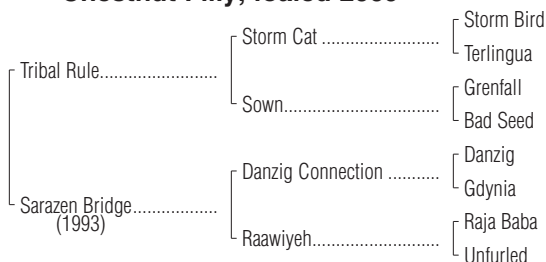 Storm Bird
Storm Cat ........................
Terlingua
Tribal Rule........................
Grenfall
Sown................................
Bad Seed
Danzig
Danzig Connection ...........
Gdynia
Sarazen Bridge.................
(1993)
Raja Baba
Raawiyeh..........................
Unfurled